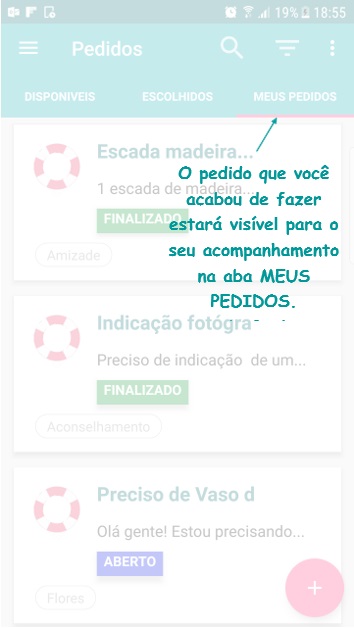 19% 18:55
Pedidos
DISPONIVEIS ESCOLHIDOS MEUS PEDIDOS
Escada madeira...
O pedido que você
acabou de fazer
estará visível para o
seu acompanhamento
na aba MEUS
PEDIDOS.
1 escada de madeira...
FINALIZADO
Amizade
Indicação fotógra
Preciso de indicação de um...
FINALIZADO
Aconselhamento
Preciso de Vaso d
Olá gente! Estou precisando...
ABERTO
Flores